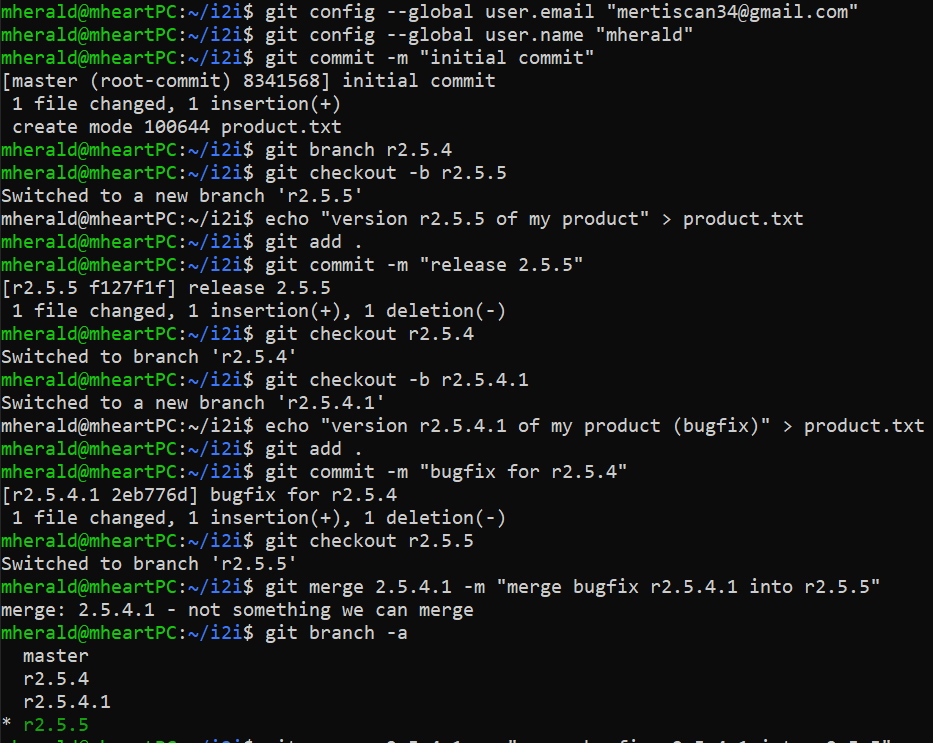 mherald@mheartPC:~/i2i$ git config --global user.email "mertiscan34@gmail.com"
mherald@mheartPC:~/i2i$ git config --global user.name "mherald"
mherald@mheartPC:~/i2i$ git commit -m "initial commit"
[master (root-commit) 8341568] initial commit
 1 file changed, 1 insertion(+)
 create mode 100644 product.txt
mherald@mheartPC:~/i2i$ git branch r2.5.4
mherald@mheartPC:~/i2i$ git checkout -b r2.5.5
Switched to a new branch 'r2.5.5'
mherald@mheartPC:~/i2i$ echo "version r2.5.5 of my product" > product.txt
mherald@mheartPC:~/i2i$ git add .
mherald@mheartPC:~/i2i$ git commit -m "release 2.5.5"
[r2.5.5 f127f1f] release 2.5.5
 1 file changed, 1 insertion(+), 1 deletion(-)
mherald@mheartPC:~/i2i$ git checkout r2.5.4
Switched to branch 'r2.5.4'
mherald@mheartPC:~/i2i$ git checkout -b r2.5.4.1
Switched to a new branch 'r2.5.4.1'
mherald@mheartPC:~/i2i$ echo "version r2.5.4.1 of my product (bugfix)" > product.txt
mherald@mheartPC:~/i2i$ git add .
mherald@mheartPC:~/i2i$ git commit -m "bugfix for r2.5.4"
[r2.5.4.1 2eb776d] bugfix for r2.5.4
 1 file changed, 1 insertion(+), 1 deletion(-)
mherald@mheartPC:~/i2i$ git checkout r2.5.5
Switched to branch 'r2.5.5'
mherald@mheartPC:~/i2i$ git merge 2.5.4.1 -m "merge bugfix r2.5.4.1 into r2.5.5"
merge: 2.5.4.1 - not something we can merge
mherald@mheartPC:~/i2i$ git branch -a
  master
  r2.5.4
  r2.5.4.1
* r2.5.5